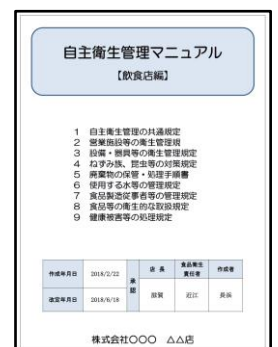 自主衛生管理マニュアル
【飲食店編】
1 自主衛生管理の共通規定
2 営業施設等の衛生管理規
3 設備・器具等の衛生管理規定
4 ねずみ族、昆虫等の対策規定
5 廃棄物の保管・処理手順書
6 使用する水等の管理規定
7 食品製造従事者等の管理規定
8 食品等の衛生的な取扱規定
9 健康被害等の処理規定
作成年月日 2018/2/22 承認 店長 食品衛生責任者 作成者
改定年月日 2018/6/18 滋賀 近江 長浜
株式会社○○○ △△店